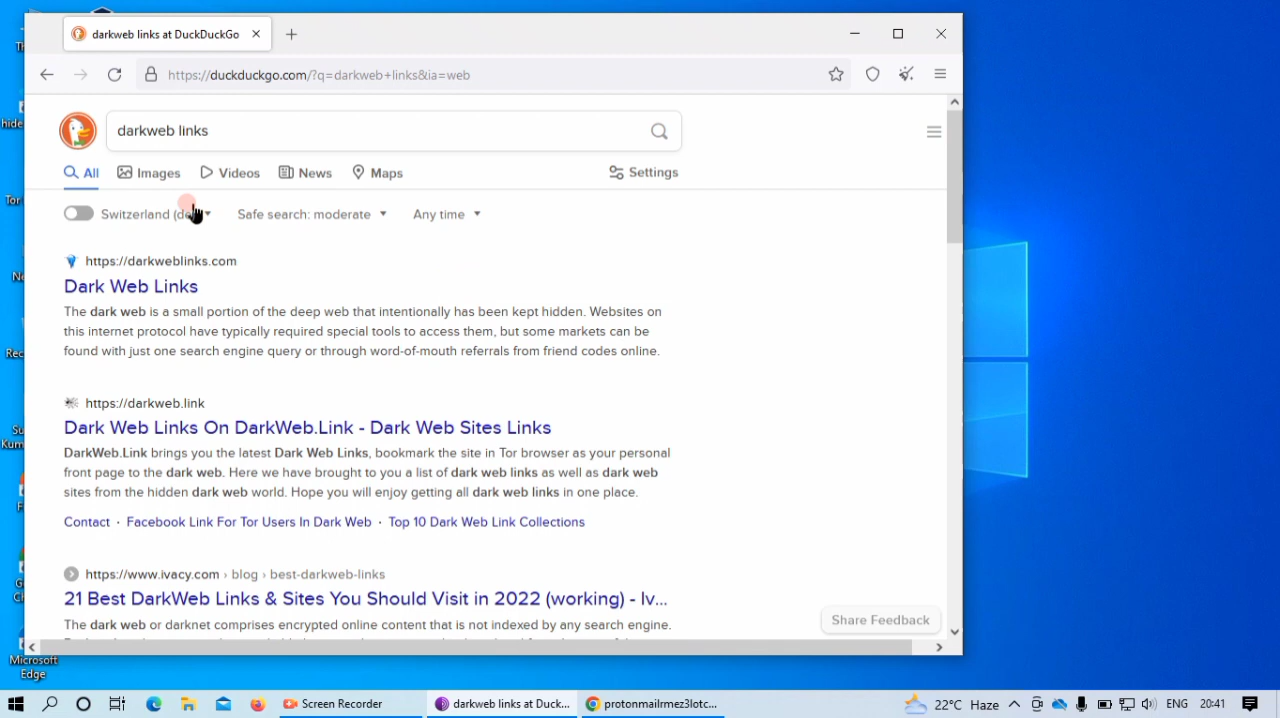 darkweb links at DuckDuckGo
https://duckduckgo.com/?q=darkweb+links&ia=web
darkweb links
All Images Videos News Maps Settings
Switzerland (de Safe search: moderate Any time
https://darkweblinks.com
Dark Web Links
The dark web is a small portion of the deep web that intentionally has been kept hidden. Websites on
this internet protocol have typically required special tools to access them, but some markets can be
found with just one search engine query or through word-of-mouth referrals from friend codes online.
https://darkweb.link
Dark Web Links On DarkWeb.Link - Dark Web Sites Links
DarkWeb.Link brings you the latest Dark Web Links, bookmark the site in Tor browser as your personal
front page to the dark web. Here we have brought to you a list of dark web links as well as dark web
sites from the hidden dark web world. Hope you will enjoy getting all dark web links in one place.
Contact · Facebook Link For Tor Users In Dark Web · Top 10 Dark Web Link Collections
https://www.ivacy.com › blog › best-darkweb-links
21 Best DarkWeb Links & Sites You Should Visit in 2022 (working) - Iv...
The dark web or darknet comprises encrypted online content that is not indexed by any search engine.
Share Feedback
Th
hide
Tor
Ne
Rec
Su
Kum
F
G
Ch
Microsoft
Edge
Screen Recorder
darkweb links at Duck...
protonmailrmez3lotc...
22°C Haze
ENG
20:41